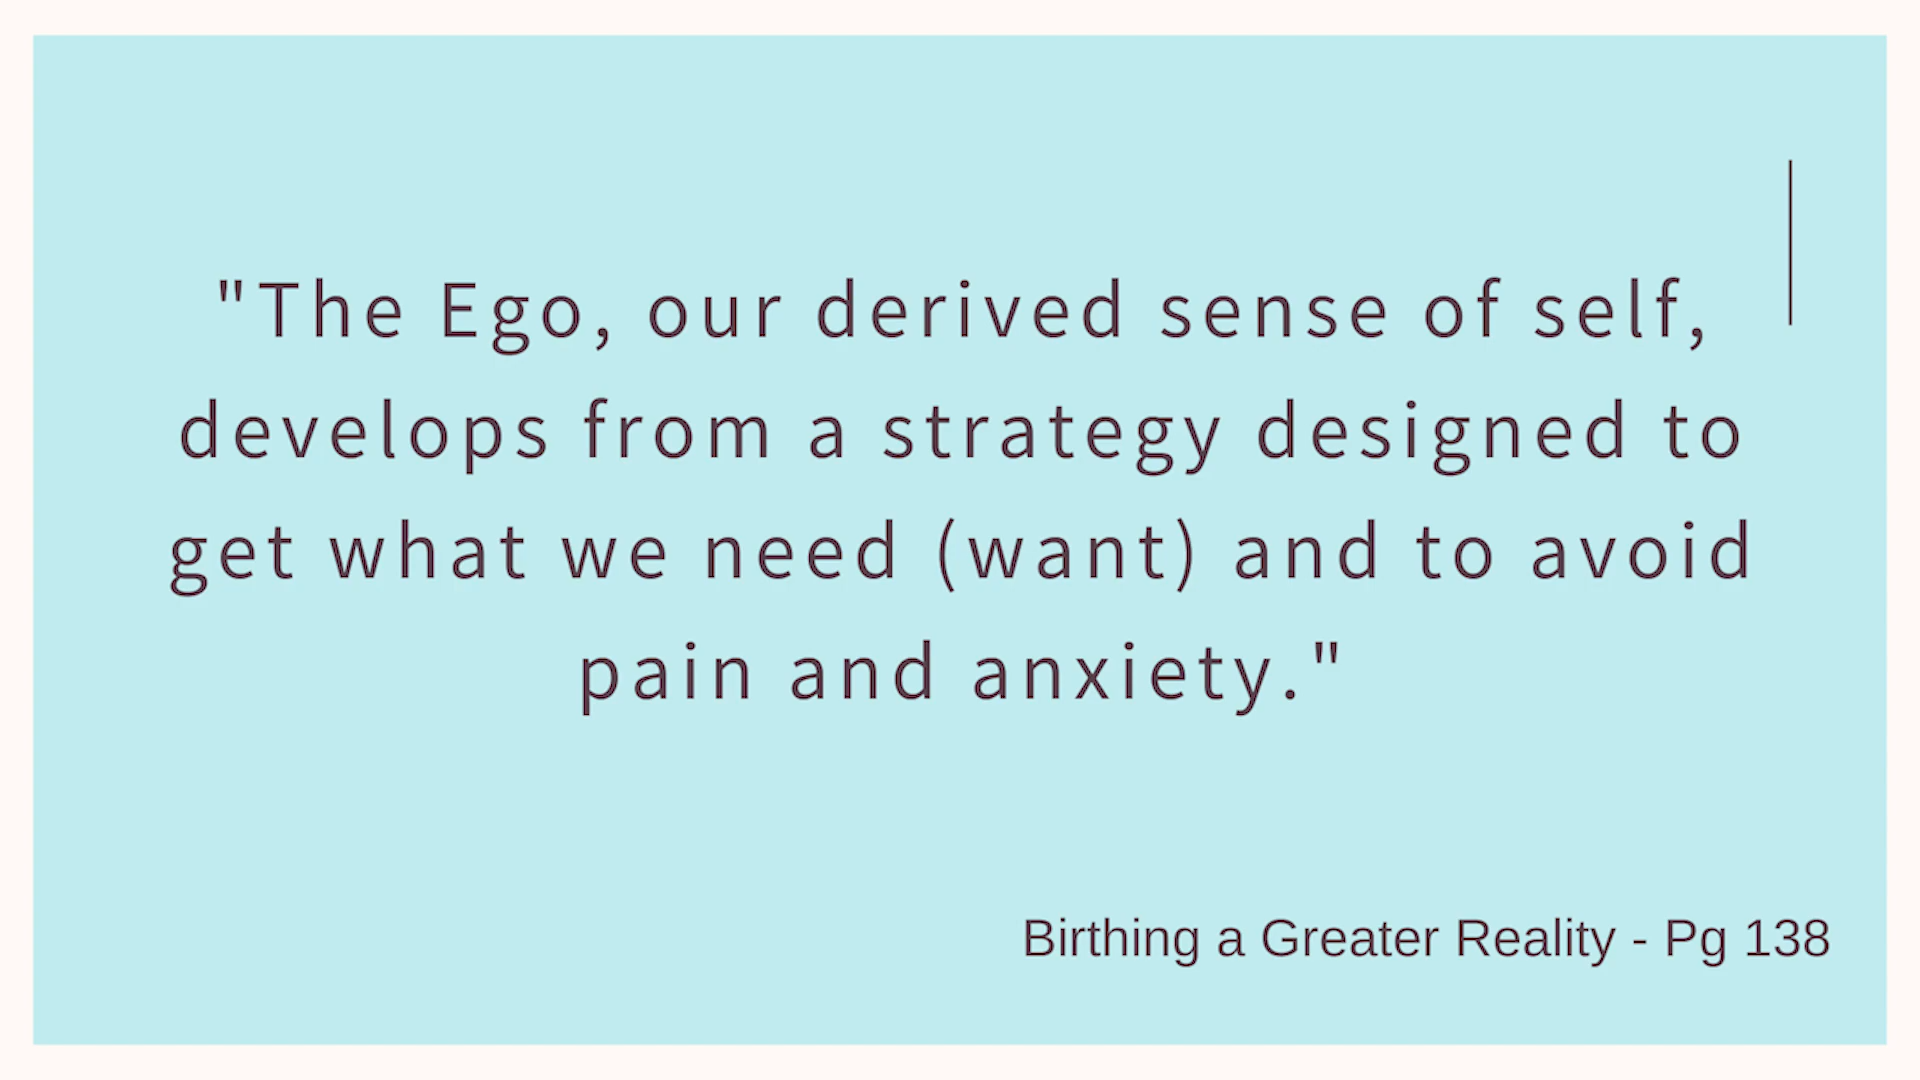 "The Ego, our derived sense of self,
develops from a strategy designed to
get what we need (want) and to avoid
pain and anxiety."
Birthing a Greater Reality - Pg 138